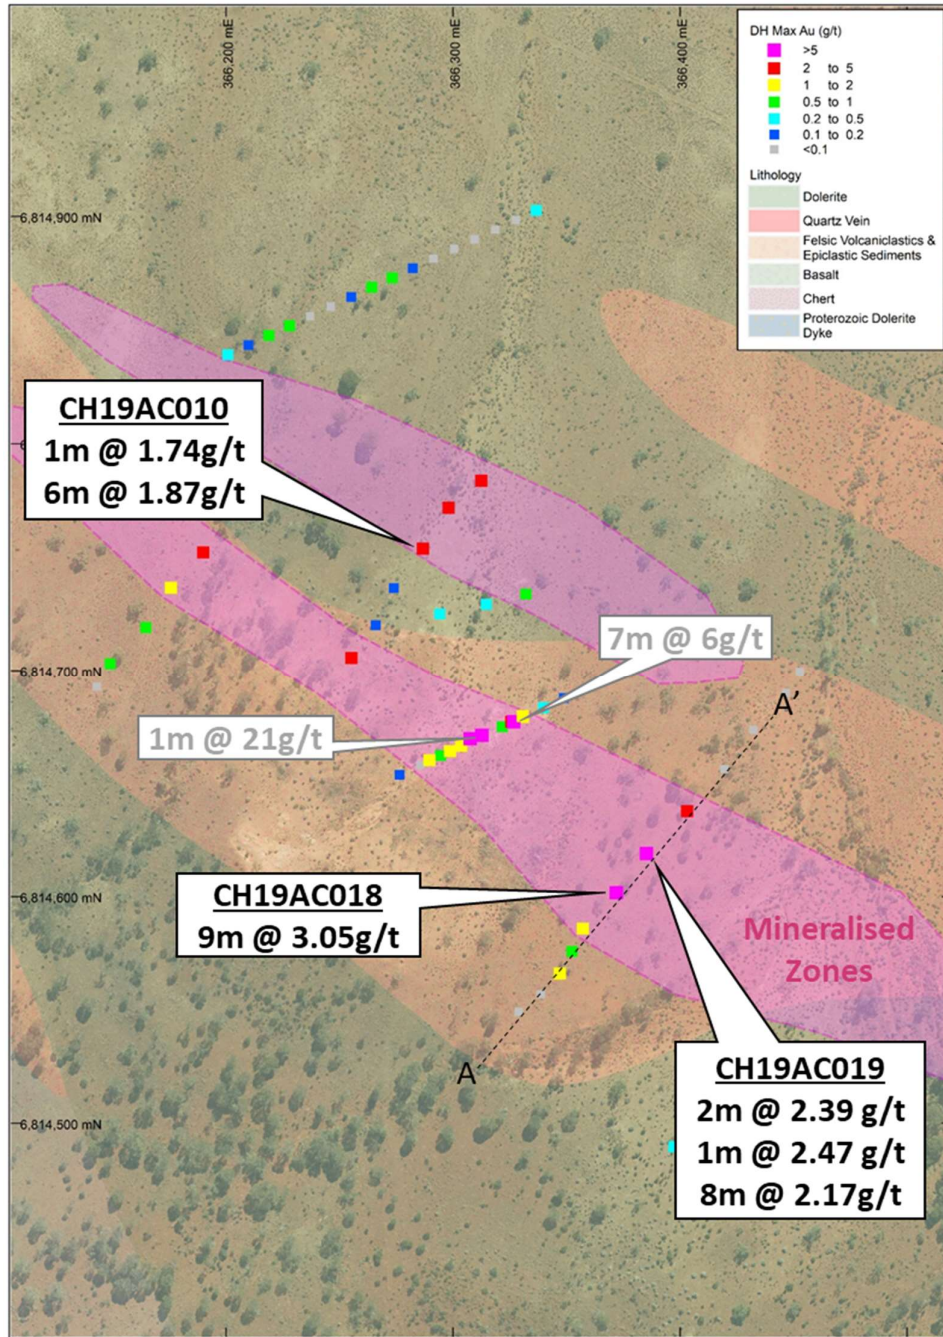 366,200 mE
366,300 mE
366,400 mE
DH Max Au (g/t)
>5
2 to 5
1 to 2
0.5 to 1
0.2 to 0.5
0.1 to 0.2
<0.1
Lithology
Dolerite
Quartz Vein
Felsic Volcaniclastics &
Epiclastic Sediments
Basalt
Chert
Proterozoic Dolerite
Dyke
6,814,900 mN
CH19AC010
1m @ 1.74g/t
6m @ 1.87g/t
7m @ 6g/t
6,814,700 mN
A'
1m @ 21g/t
CH19AC018
9m @ 3.05g/t
6,814,600 mN
Mineralised
Zones
A
CH19AC019
2m @ 2.39 g/t
1m @ 2.47 g/t
8m @ 2.17g/t
6,814,500 mN